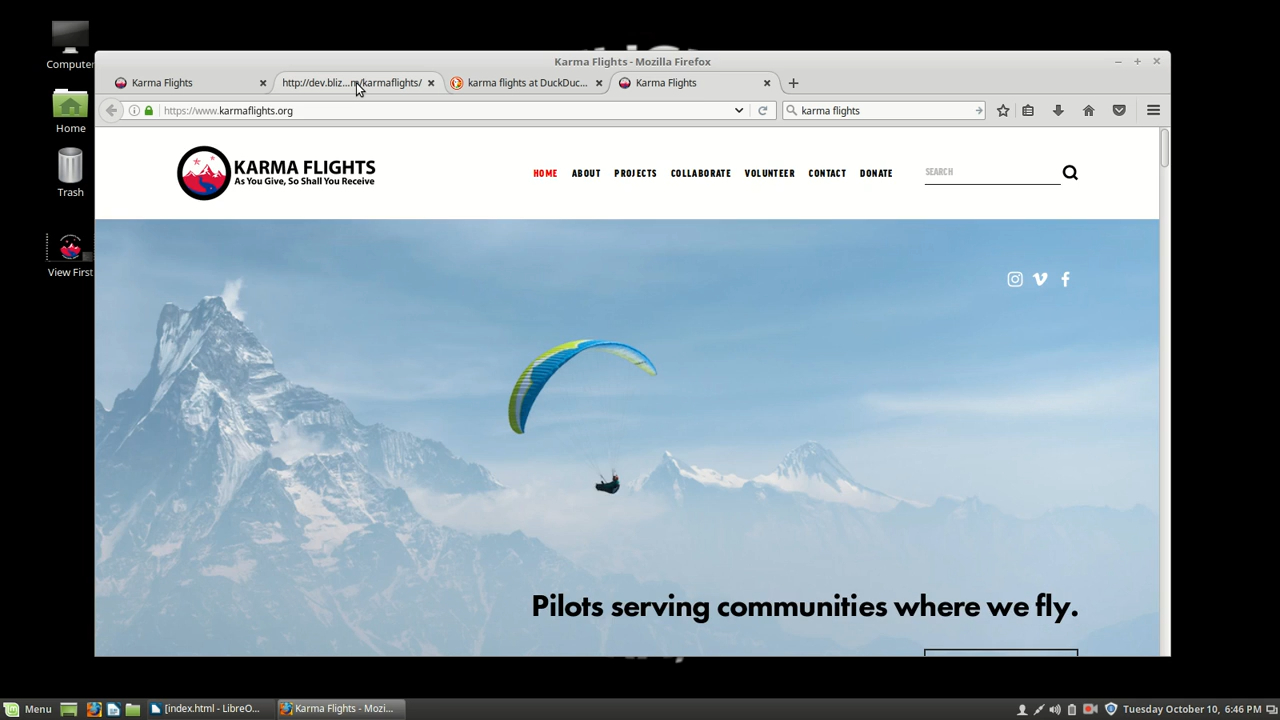 Computer
Home
Trash
View First
Karma Flights - Mozilla Firefox
Karma Flights
http://dev.bliz...m/karmaflights/
karma flights at DuckDuc...
Karma Flights
https://www.karmaflights.org
karma flights
KARMA FLIGHTS
As You Give, So Shall You Receive
HOME ABOUT PROJECTS COLLABORATE VOLUNTEER CONTACT DONATE
SEARCH
Pilots serving communities where we fly.
Menu
[index.html - LibreO...
Karma Flights - Mozi...
Tuesday October 10, 6:46 PM